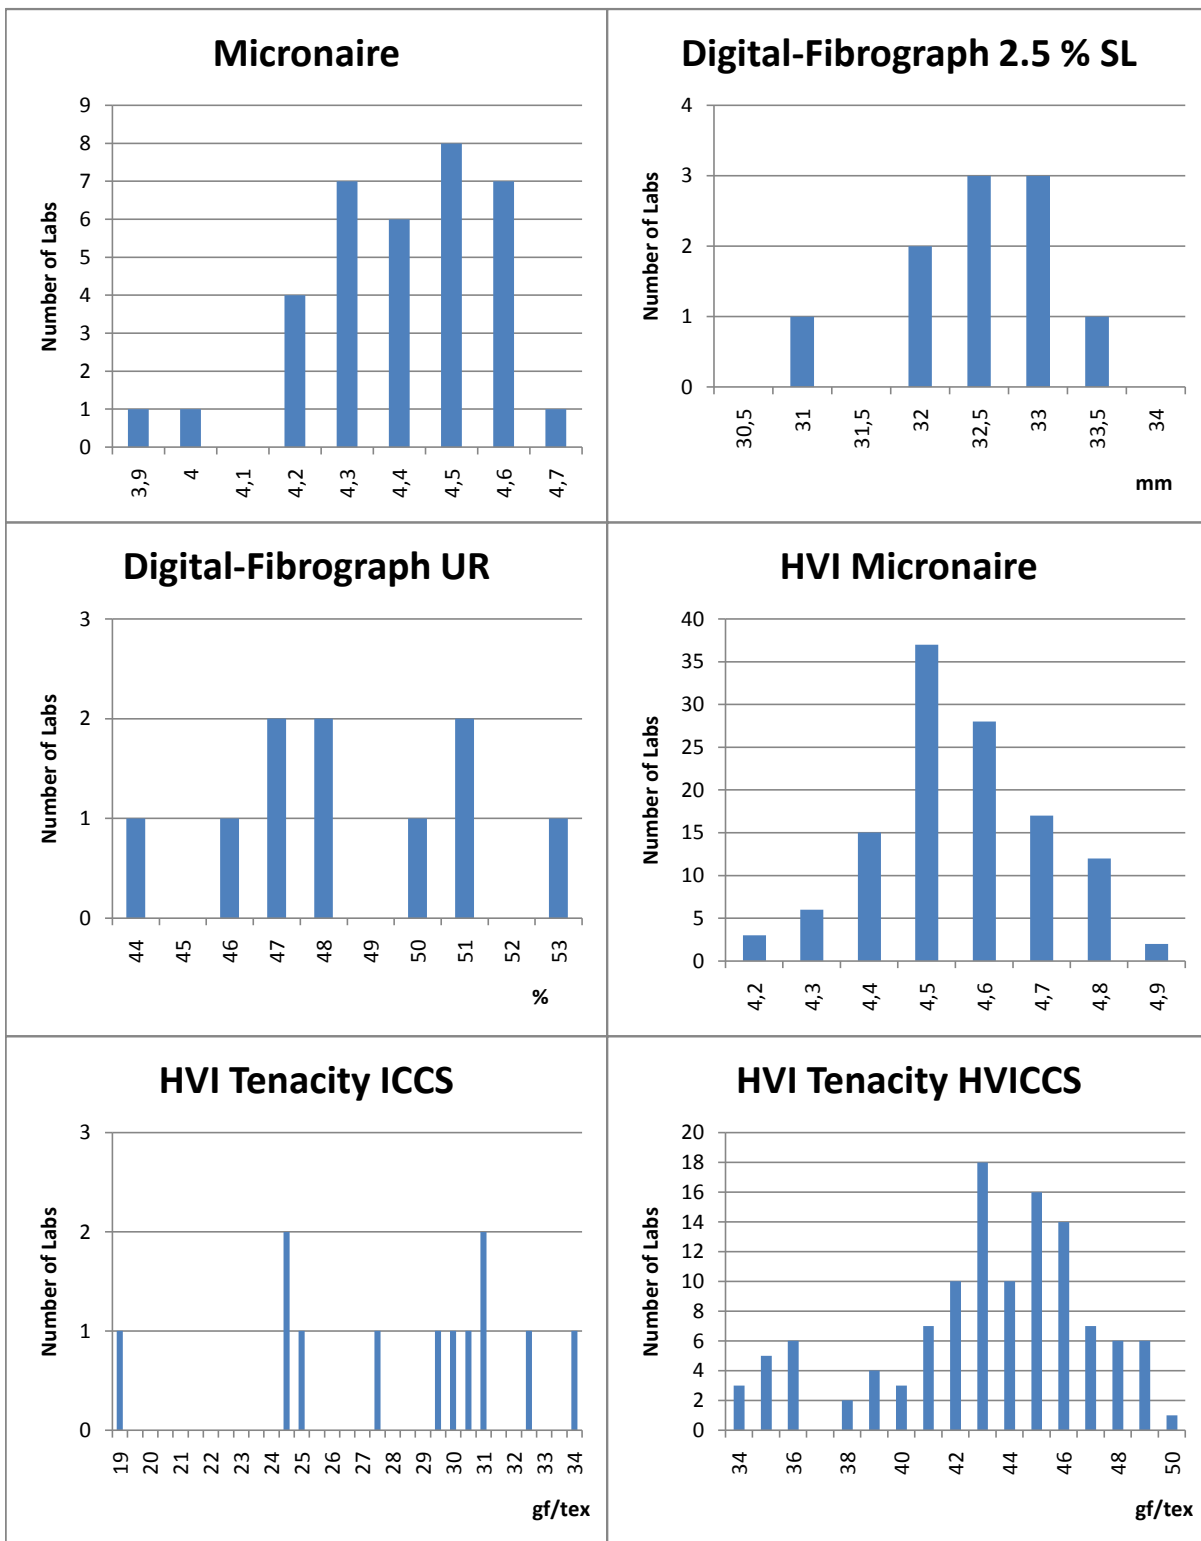 Micronaire
9
8
7
6
5
4
3
2
1
0
Number of Labs
3,9 4 4,1 4,2 4,3 4,4 4,5 4,6 4,7
Digital-Fibrograph 2.5 % SL
4
3
2
1
0
Number of Labs
30,5 31 31,5 32 32,5 33 33,5 34
mm
Digital-Fibrograph UR
3
2
1
0
Number of Labs
44 45 46 47 48 49 50 51 52 53
%
HVI Micronaire
40
35
30
25
20
15
10
5
0
Number of Labs
4,2 4,3 4,4 4,5 4,6 4,7 4,8 4,9
HVI Tenacity ICCS
3
2
1
0
Number of Labs
19 20 21 22 23 24 25 26 27 28 29 30 31 32 33 34
gf/tex
HVI Tenacity HVICCS
20
18
16
14
12
10
8
6
4
2
0
Number of Labs
34 36 38 40 42 44 46 48 50
gf/tex